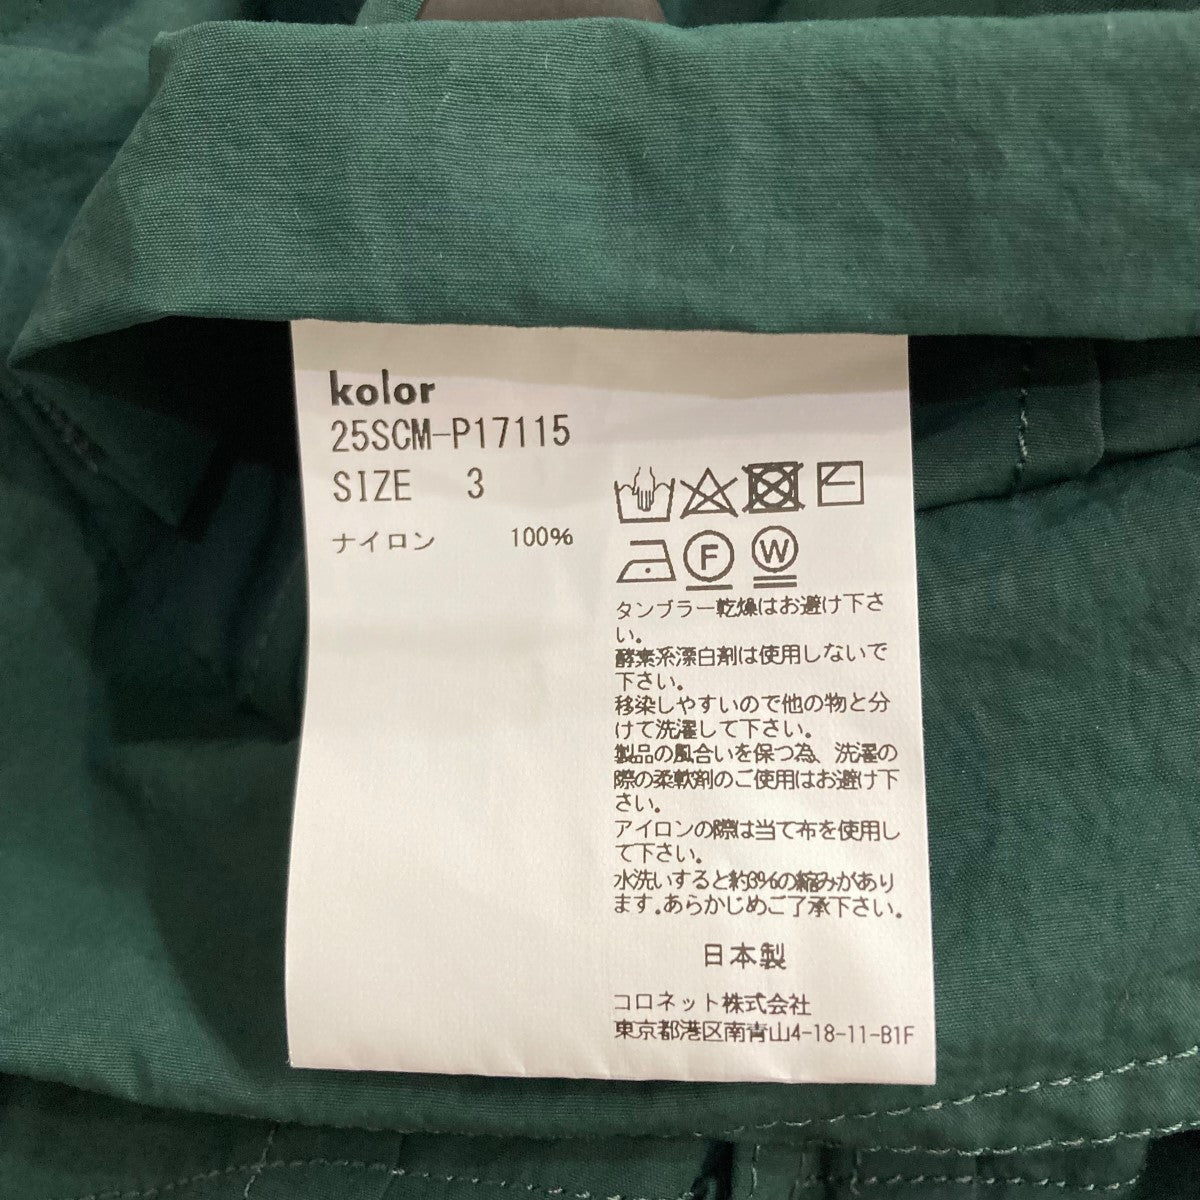 kolor
25SCM-P17115
SIZE 3
ナイロン 100%
F W
タンブラー乾燥はお避け下さ
い。
酵素系漂白剤は使用しないで
下さい。
移染しやすいので他の物と分
けて洗濯して下さい。
製品の風合いを保つ為、洗濯の
際の柔軟剤のご使用はお避け下
さい。
アイロンの際は当て布を使用し
て下さい。
水洗いすると約3%の縮みがあり
ます。あらかじめご了承下さい。
日本製
コロネット株式会社
東京都港区南青山4-18-11-B1F